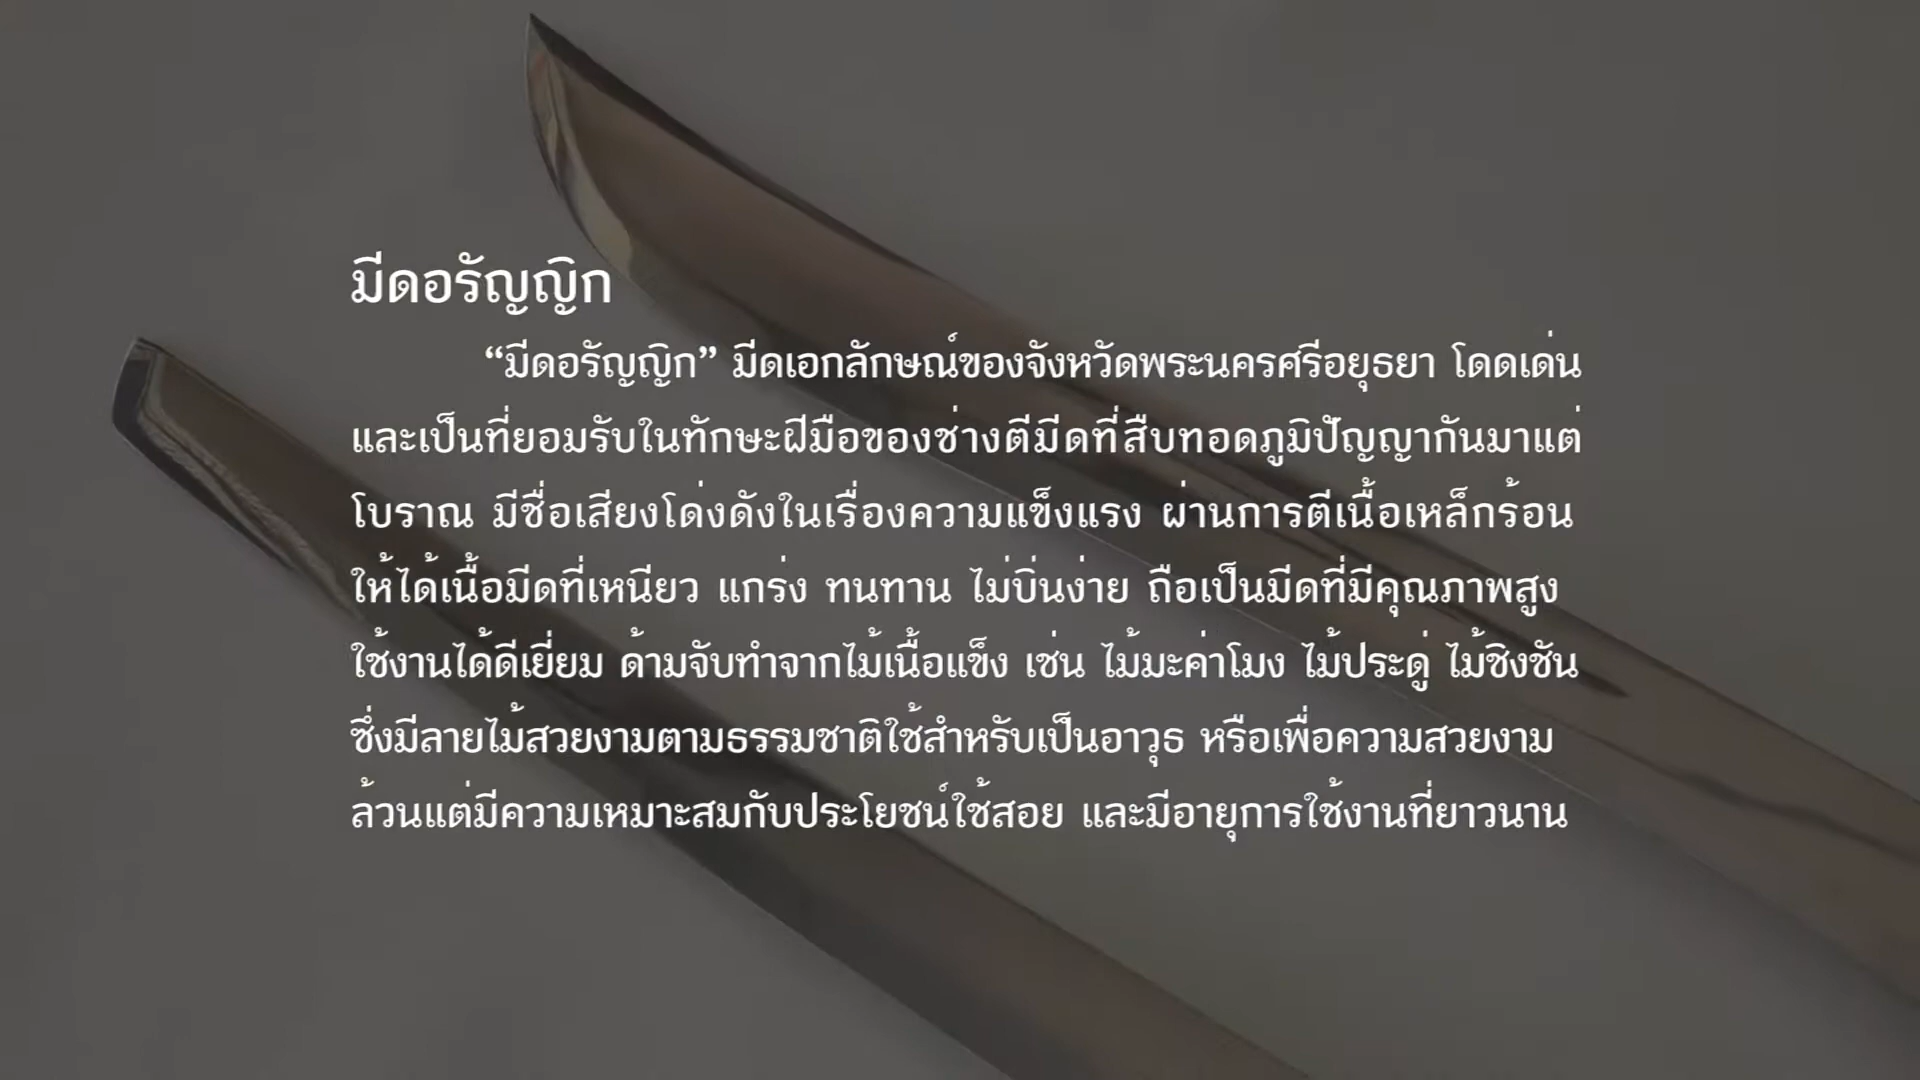 มีดอรัญญิก
“มีดอรัญญิก” มีดเอกลักษณ์ของจังหวัดพระนครศรีอยุธยา โดดเด่น
และเป็นที่ยอมรับในทักษะฝีมือของช่างตีมีดที่สืบทอดภูมิปัญญากันมาแต่
โบราณ มีชื่อเสียงโด่งดังในเรื่องความแข็งแรง ผ่านการตีเนื้อเหล็กร้อน
ให้ได้เนื้อมีดที่เหนียว แกร่ง ทนทาน ไม่บิ่นง่าย ถือเป็นมีดที่มีคุณภาพสูง
ใช้งานได้ดีเยี่ยม ด้ามจับทำจากไม้เนื้อแข็ง เช่น ไม้มะค่าโมง ไม้ประดู่ ไม้ชิงชัน
ซึ่งมีลายไม้สวยงามตามธรรมชาติใช้สำหรับเป็นอาวุธ หรือเพื่อความสวยงาม
ล้วนแต่มีความเหมาะสมกับประโยชน์ใช้สอย และมีอายุการใช้งานที่ยาวนาน